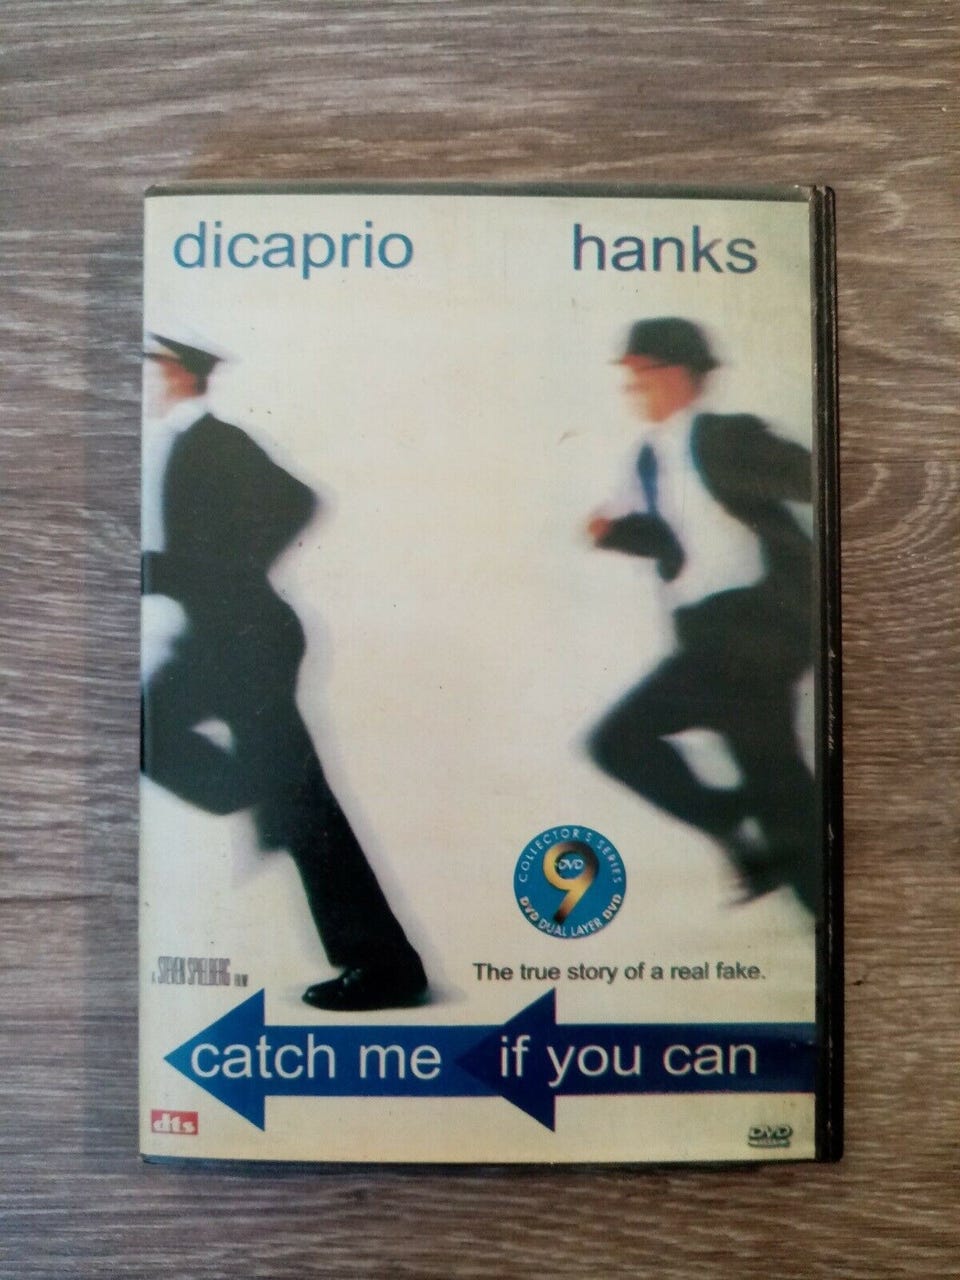 dicaprio hanks
COLLECTOR'S SERIES
DVD
9
DVD DUAL LAYER DVD
A STEVEN SPIELBERG FILM
The true story of a real fake.
catch me if you can
dts
DVD
VIDEO